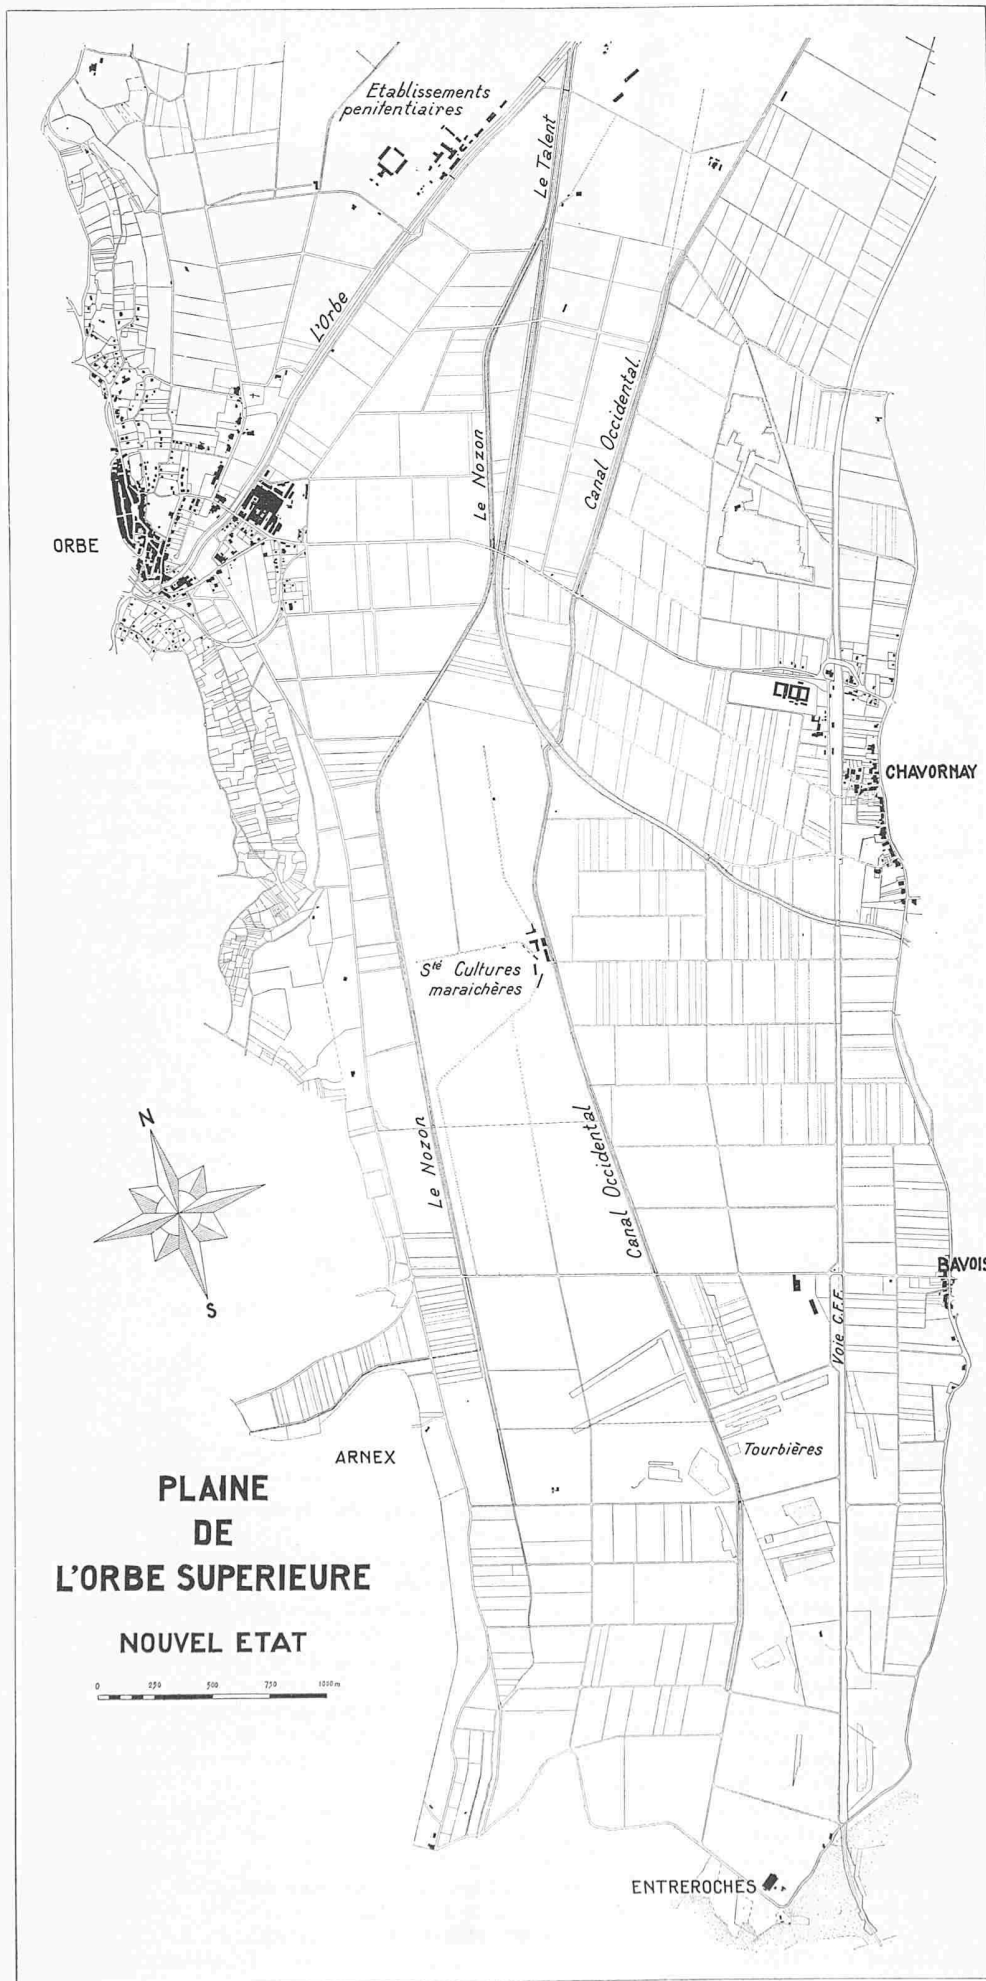 Etablissements
penitentiaires
Le Talent
L'Orbe
Canal Occidental.
Le Nozon
ORBE
CHAVORNAY
Sté Cultures
maraichères
N
Le Nozon
Canal Occidental
S
BAVOIS
Voie C.F.F.
ARNEX
Tourbières
PLAINE
DE
L'ORBE SUPERIEURE
NOUVEL ETAT
0 250 500 750 1000 m
ENTREROCHES